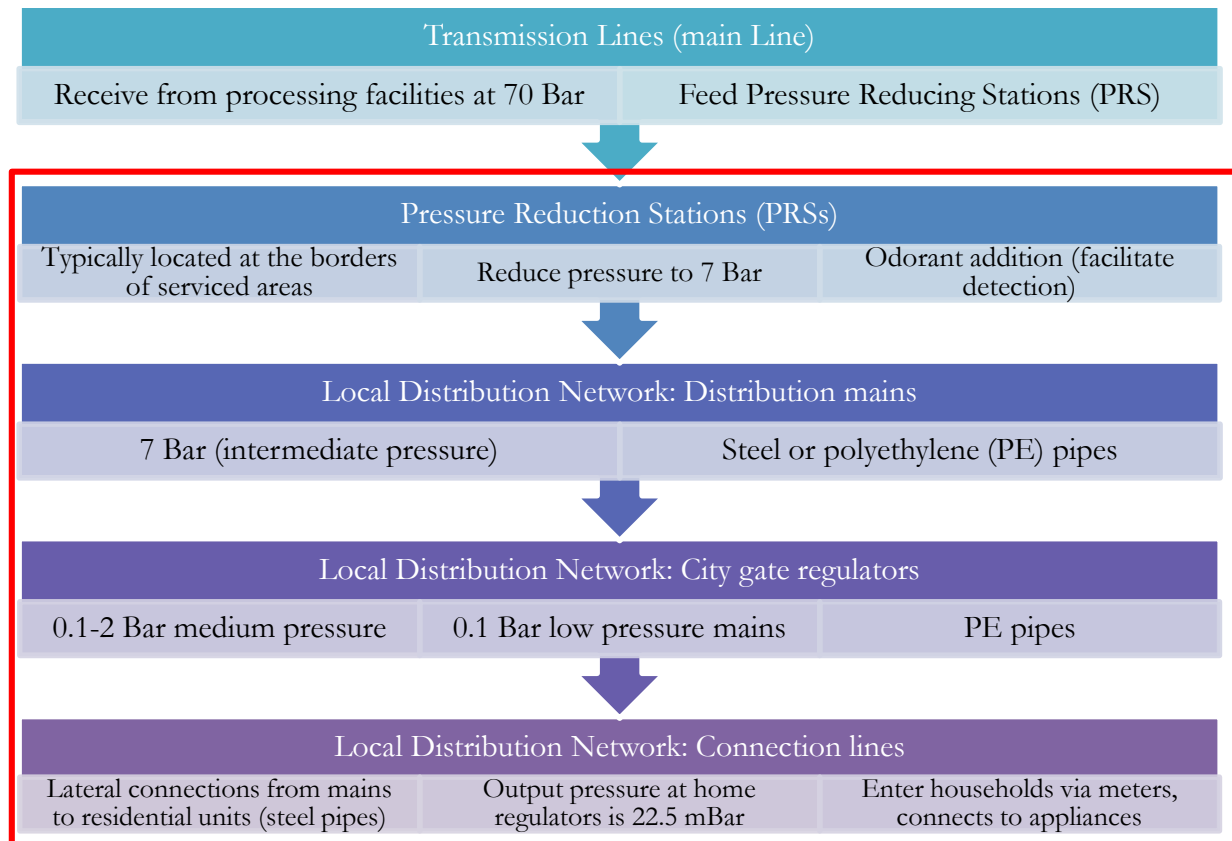 Transmission Lines (main Line)
Receive from processing facilities at 70 Bar
Feed Pressure Reducing Stations (PRS)
Pressure Reduction Stations (PRSs)
Typically located at the borders
of serviced areas
Reduce pressure to 7 Bar
Odorant addition (facilitate
detection)
Local Distribution Network: Distribution mains
7 Bar (intermediate pressure)
Steel or polyethylene (PE) pipes
Local Distribution Network: City gate regulators
0.1-2 Bar medium pressure
0.1 Bar low pressure mains
PE pipes
Local Distribution Network: Connection lines
Lateral connections from mains
to residential units (steel pipes)
Output pressure at home
regulators is 22.5 mBar
Enter households via meters,
connects to appliances